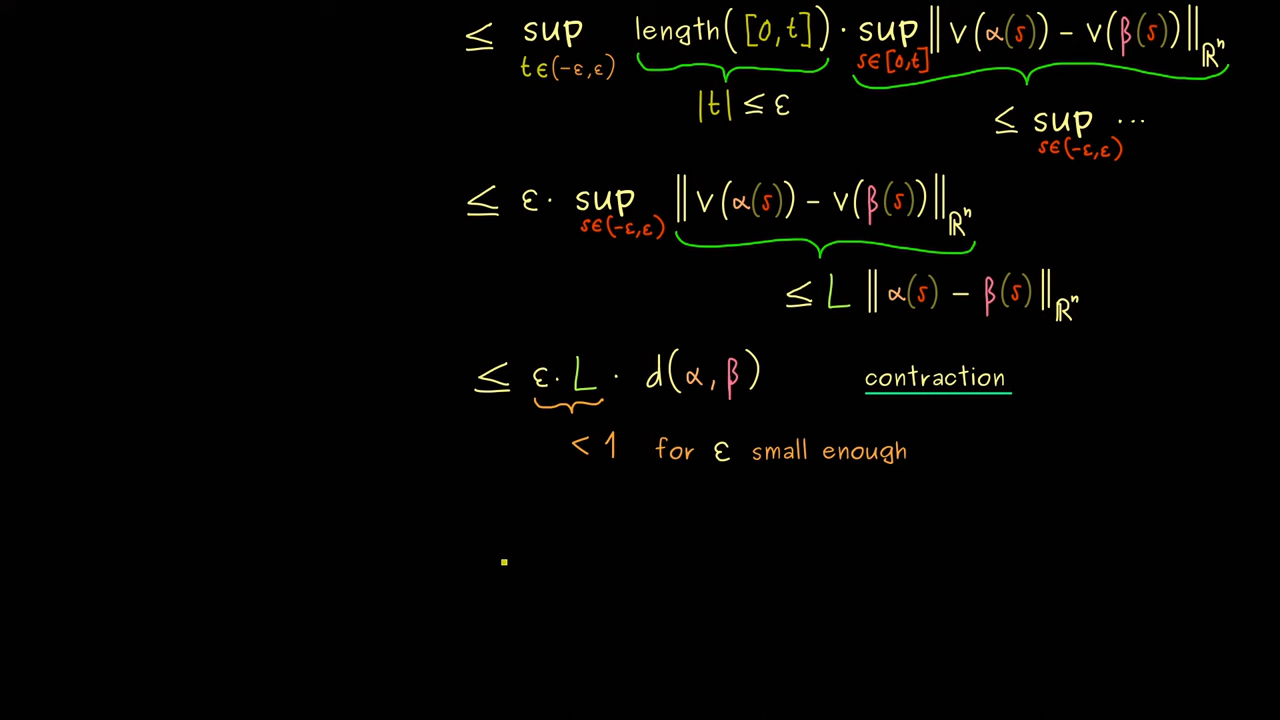 ≤ sup length([0,t]) · sup ‖v(α(s)) − v(β(s))‖ℝⁿ
t∈(−ε,ε) s∈[0,t]
|t| ≤ ε ≤ sup ...
s∈(−ε,ε)
≤ ε · sup ‖v(α(s)) − v(β(s))‖ℝⁿ
s∈(−ε,ε)
≤ L ‖α(s) − β(s)‖ℝⁿ
≤ ε · L · d(α, β) contraction
< 1 for ε small enough